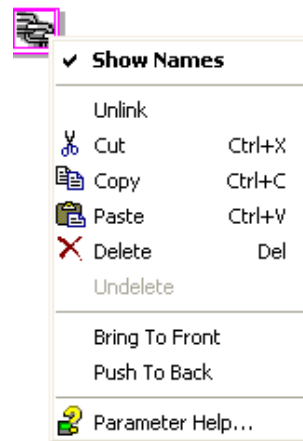 Show Names
Unlink
Cut Ctrl+X
Copy Ctrl+C
Paste Ctrl+V
Delete Del
Undelete
Bring To Front
Push To Back
Parameter Help...